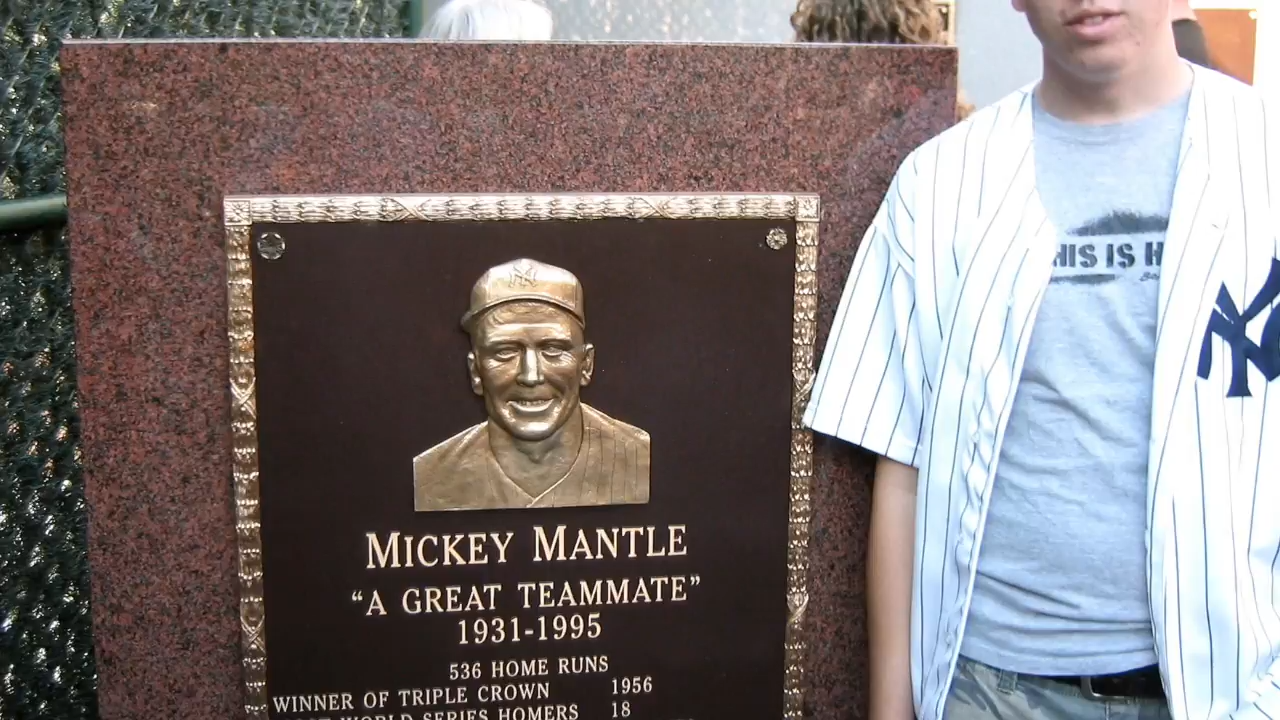 MICKEY MANTLE
"A GREAT TEAMMATE"
1931-1995
536 HOME RUNS
WINNER OF TRIPLE CROWN 1956
WORLD SERIES HOMERS 18
HIS IS H
NY
NY